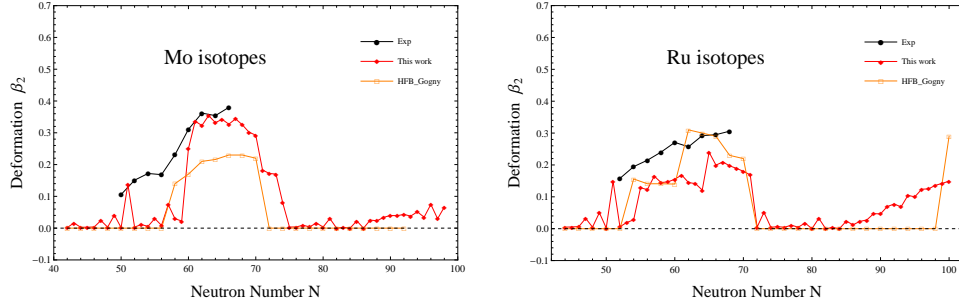 Mo isotopes
Exp
This work
HFB_Gogny
Deformation β2
0.7
0.6
0.5
0.4
0.3
0.2
0.1
0.0
−0.1
40 50 60 70 80 90 100
Neutron Number N
Ru isotopes
Exp
This work
HFB_Gogny
Deformation β2
0.7
0.6
0.5
0.4
0.3
0.2
0.1
0.0
−0.1
50 60 70 80 90 100
Neutron Number N